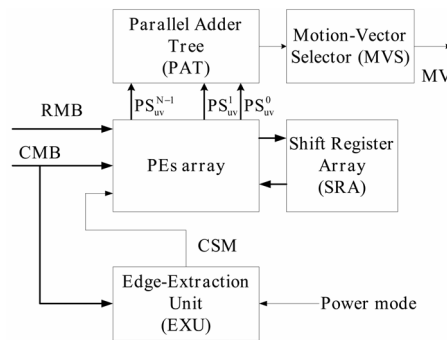 Parallel Adder
Tree
(PAT)
Motion-Vector
Selector (MVS)
MV
PS_uv^N-1
PS_uv^1
PS_uv^0
RMB
CMB
PEs array
Shift Register
Array
(SRA)
CSM
Edge-Extraction
Unit
(EXU)
Power mode